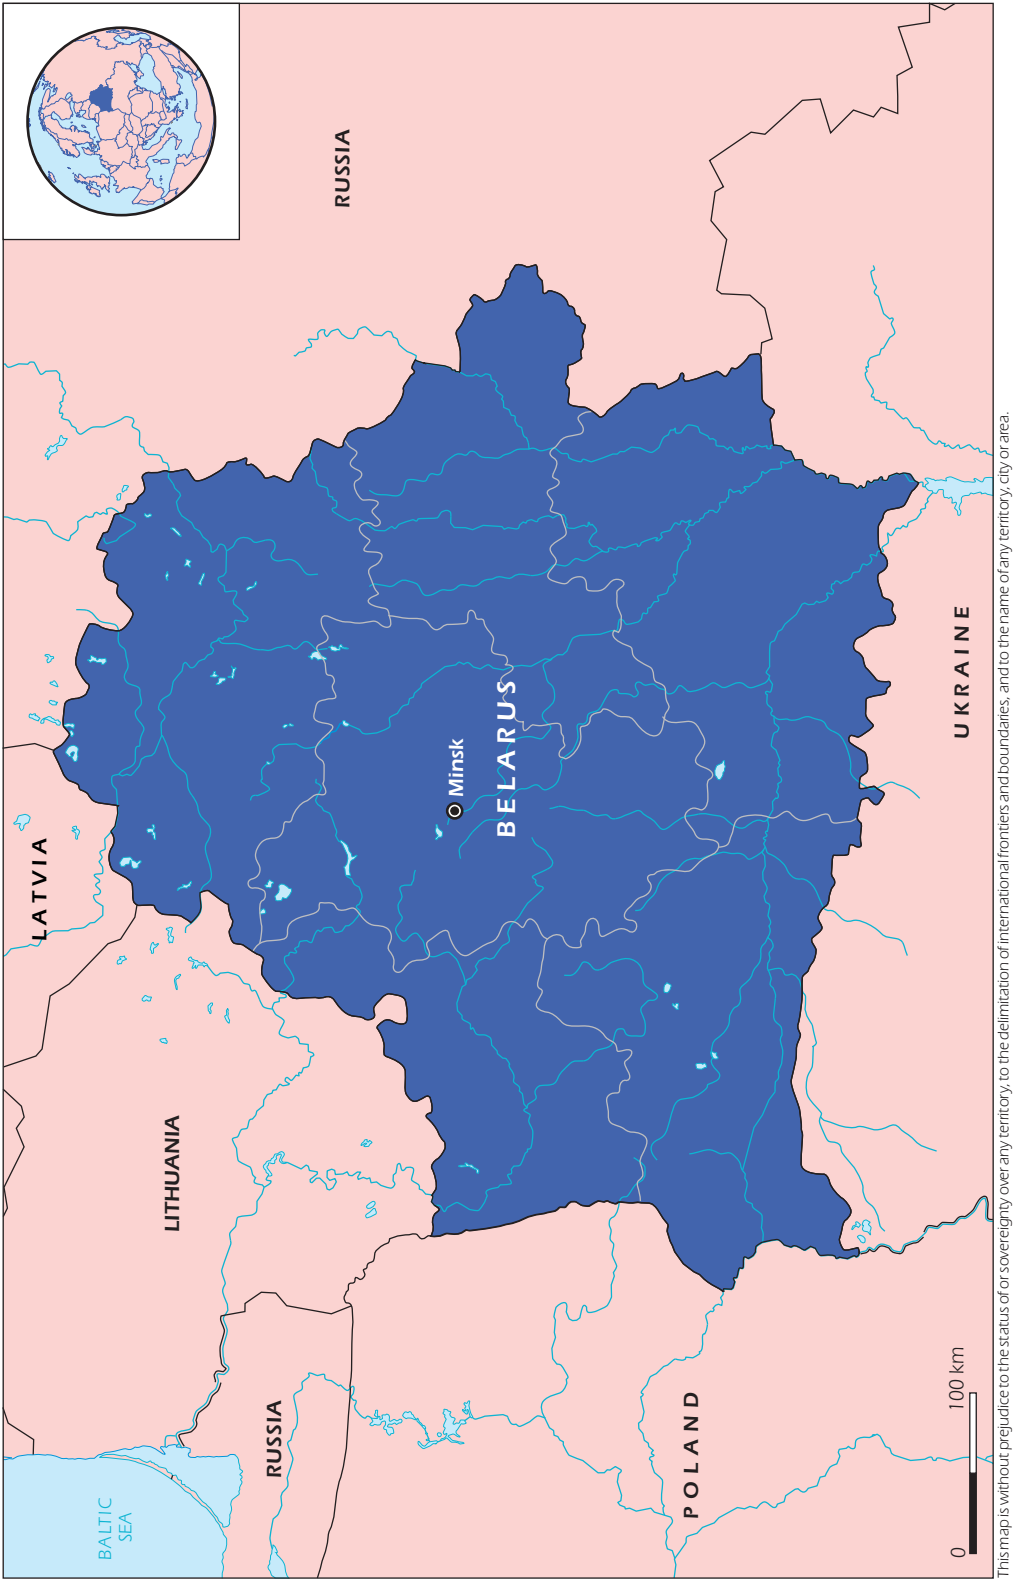 RUSSIA
LATVIA
LITHUANIA
BALTIC
SEA
RUSSIA
Minsk
BELARUS
POLAND
UKRAINE
0
100 km
This map is without prejudice to the status of or sovereignty over any territory, to the delimitation of international frontiers and boundaries, and to the name of any territory, city or area.